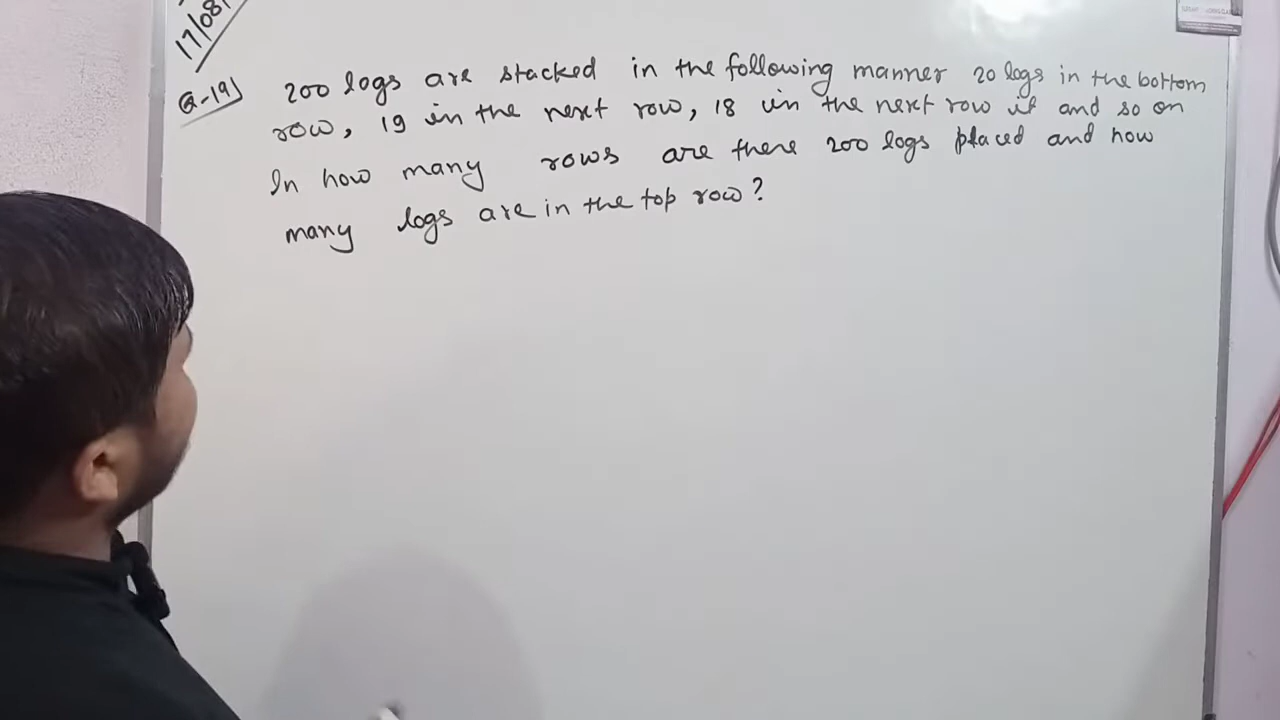 17/08/
Q-19) 200 logs are stacked in the following manner 20 logs in the bottom
row, 19 in the next row, 18 in the next row it and so on
In how many rows are there 200 logs placed and how
many logs are in the top row?